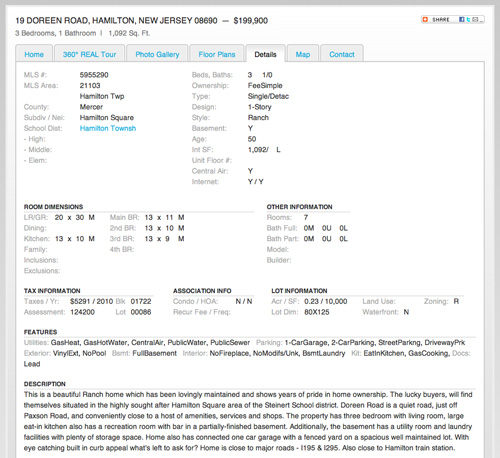 19 DOREEN ROAD, HAMILTON, NEW JERSEY 08690 — $199,900
SHARE
3 Bedrooms, 1 Bathroom | 1,092 Sq. Ft.
Home 360° REAL Tour Photo Gallery Floor Plans Details Map Contact
MLS #: 5955290 Beds, Baths: 3 1/0
MLS Area: 21103 Ownership: FeeSimple
Hamilton Twp Type: Single/Detac
County: Mercer Design: 1-Story
Subdiv / Nei: Hamilton Square Style: Ranch
School Dist: Hamilton Townsh Basement: Y
- High: Age: 50
- Middle: Int SF: 1,092/ L
- Elem: Unit Floor #:
Central Air: Y
Internet: Y / Y
ROOM DIMENSIONS OTHER INFORMATION
LR/GR: 20 x 30 M Main BR: 13 x 11 M Rooms: 7
Dining: 2nd BR: 13 x 10 M Bath Full: 0M 0U 0L
Kitchen: 13 x 10 M 3rd BR: 13 x 9 M Bath Part: 0M 0U 0L
Family: 4th BR: Model:
Inclusions: Builder:
Exclusions:
TAX INFORMATION ASSOCIATION INFO LOT INFORMATION
Taxes / Yr: $5291 / 2010 Blk 01722 Condo / HOA: N / N Acr / SF: 0.23 / 10,000 Land Use: Zoning: R
Assessment: 124200 Lot 00086 Recur Fee / Freq: Lot Dim: 80X125 Waterfront: N
FEATURES
Utilities: GasHeat, GasHotWater, CentralAir, PublicWater, PublicSewer Parking: 1-CarGarage, 2-CarParking, StreetParkng, DrivewayPrk
Exterior: VinylExt, NoPool Bsmt: FullBasement Interior: NoFireplace, NoModifs/Unk, BsmtLaundry Kit: EatInKitchen, GasCooking, Docs:
Lead
DESCRIPTION
This is a beautiful Ranch home which has been lovingly maintained and shows years of pride in home ownership. The lucky buyers, will find
themselves situated in the highly sought after Hamilton Square area of the Steinert School district. Doreen Road is a quiet road, just off
Paxson Road, and conveniently close to a host of amenities, services and shops. The property has three bedroom with living room, large
eat-in kitchen also has a recreation room with bar in a partially-finished basement. Additionally, the basement has a utility room and laundry
facilities with plenty of storage space. Home also has connected one car garage with a fenced yard on a spacious well maintained lot. With
eye catching built in curb appeal what's left to ask for? Home is close to major roads - I195 & I295. Also close to Hamilton train station.